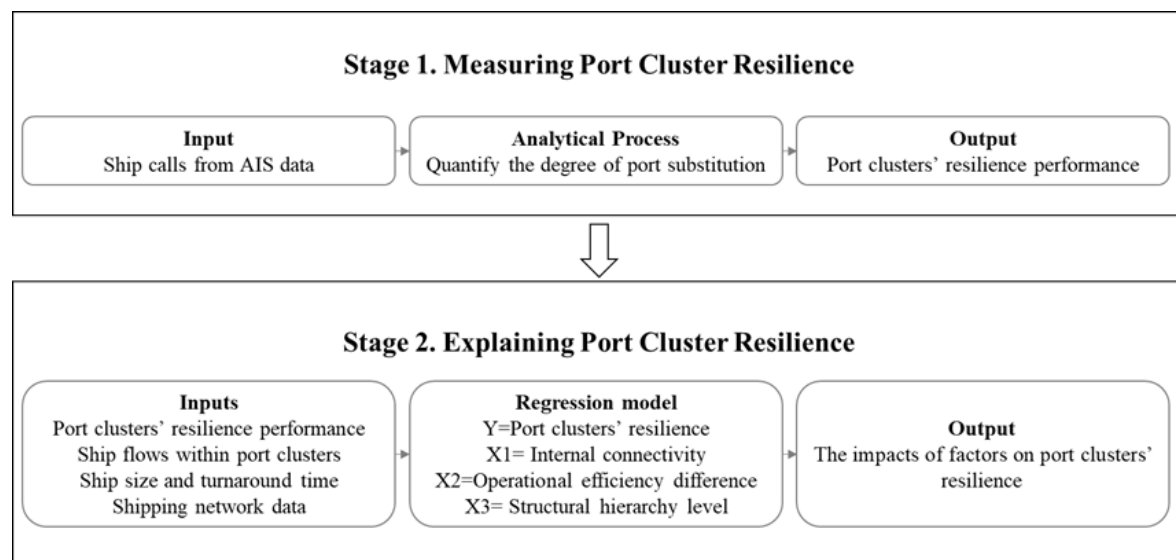 Stage 1. Measuring Port Cluster Resilience
Input
Ship calls from AIS data
Analytical Process
Quantify the degree of port substitution
Output
Port clusters’ resilience performance
Stage 2. Explaining Port Cluster Resilience
Inputs
Port clusters’ resilience performance
Ship flows within port clusters
Ship size and turnaround time
Shipping network data
Regression model
Y=Port clusters’ resilience
X1= Internal connectivity
X2=Operational efficiency difference
X3= Structural hierarchy level
Output
The impacts of factors on port clusters’
resilience